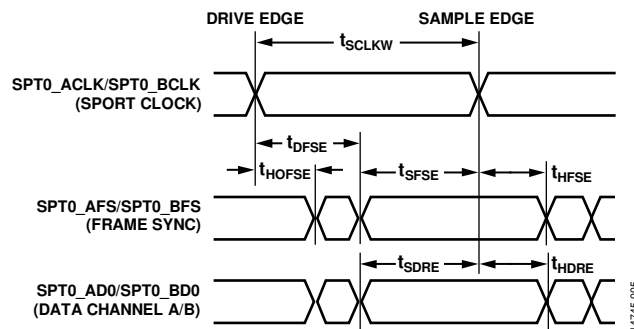 DRIVE EDGE
SAMPLE EDGE
tSCLKW
SPT0_ACLK/SPT0_BCLK
(SPORT CLOCK)
tDFSE
tHOFSE
tSFSE
tHFSE
SPT0_AFS/SPT0_BFS
(FRAME SYNC)
tSDRE
tHDRE
SPT0_AD0/SPT0_BD0
(DATA CHANNEL A/B)